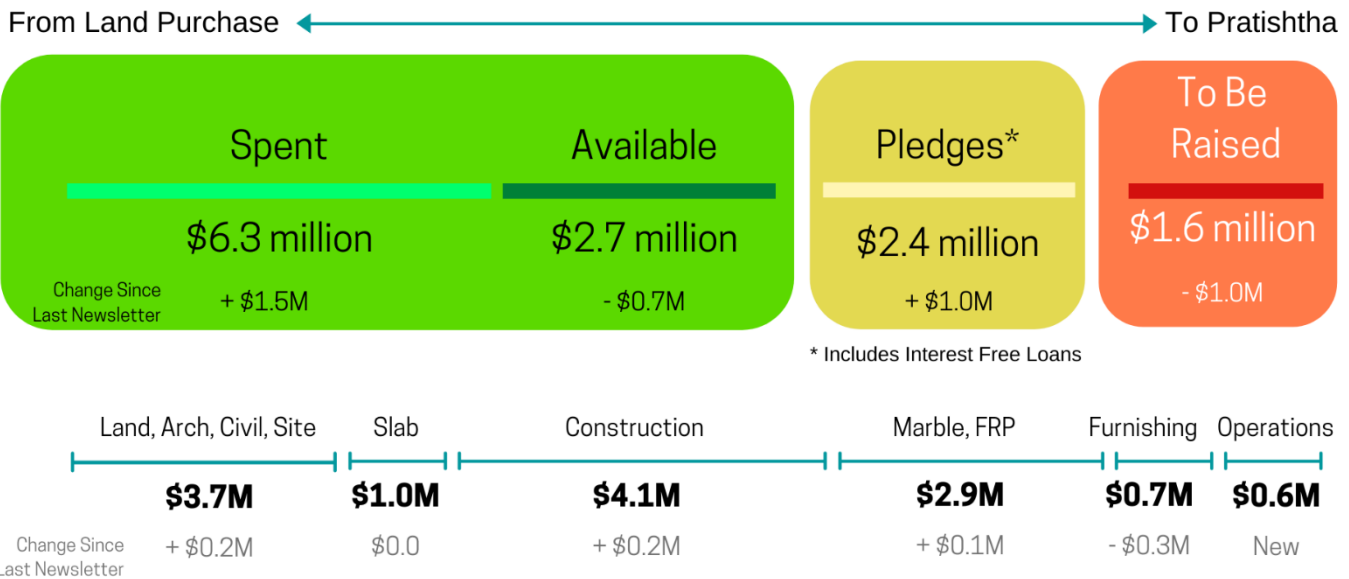 From Land Purchase To Pratishtha
Spent Available Pledges* To Be
Raised
$6.3 million $2.7 million $2.4 million $1.6 million
Change Since
Last Newsletter
+ $1.5M - $0.7M + $1.0M - $1.0M
* Includes Interest Free Loans
Land, Arch, Civil, Site Slab Construction Marble, FRP Furnishing Operations
$3.7M $1.0M $4.1M $2.9M $0.7M $0.6M
Change Since
Last Newsletter
+ $0.2M $0.0 + $0.2M + $0.1M - $0.3M New